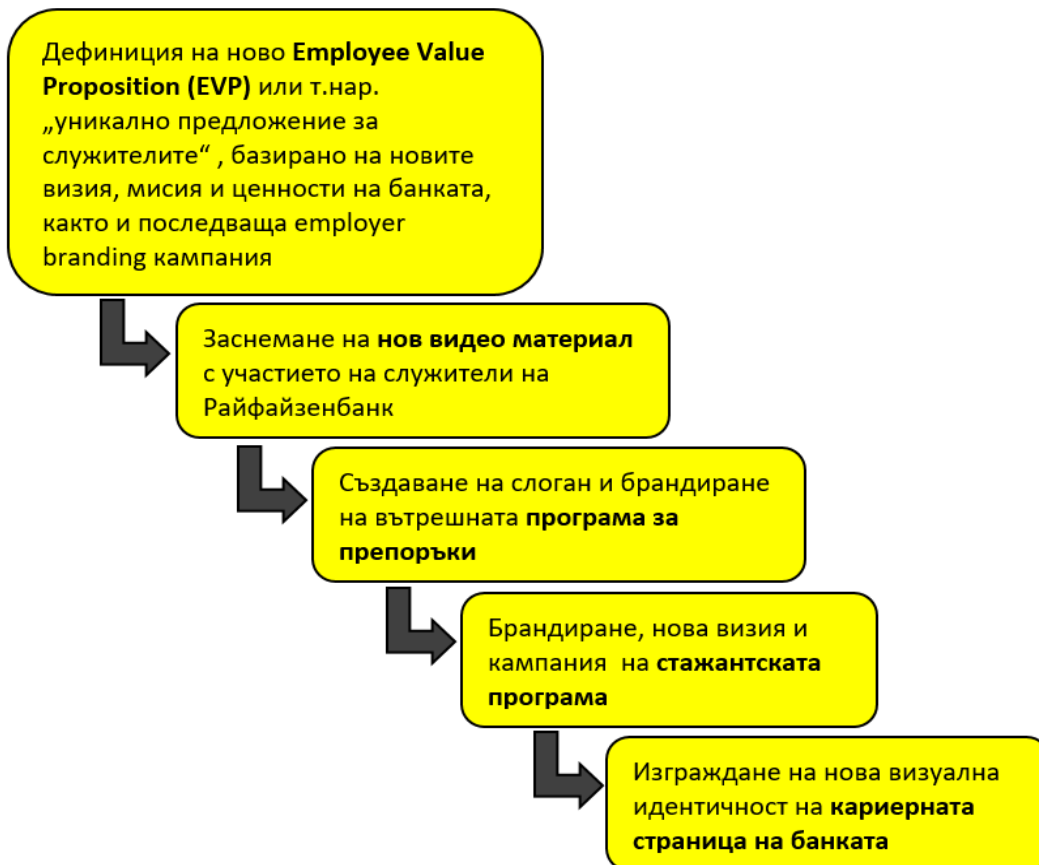 Дефиниция на ново Employee Value
Proposition (EVP) или т.нар.
„уникално предложение за
служителите“ , базирано на новите
визия, мисия и ценности на банката,
както и последваща employer
branding кампания
Заснемане на нов видео материал
с участието на служители на
Райфайзенбанк
Създаване на слоган и брандиране
на вътрешната програма за
препоръки
Брандиране, нова визия и
кампания  на стажантската
програма
Изграждане на нова визуална
идентичност на кариерната
страница на банката